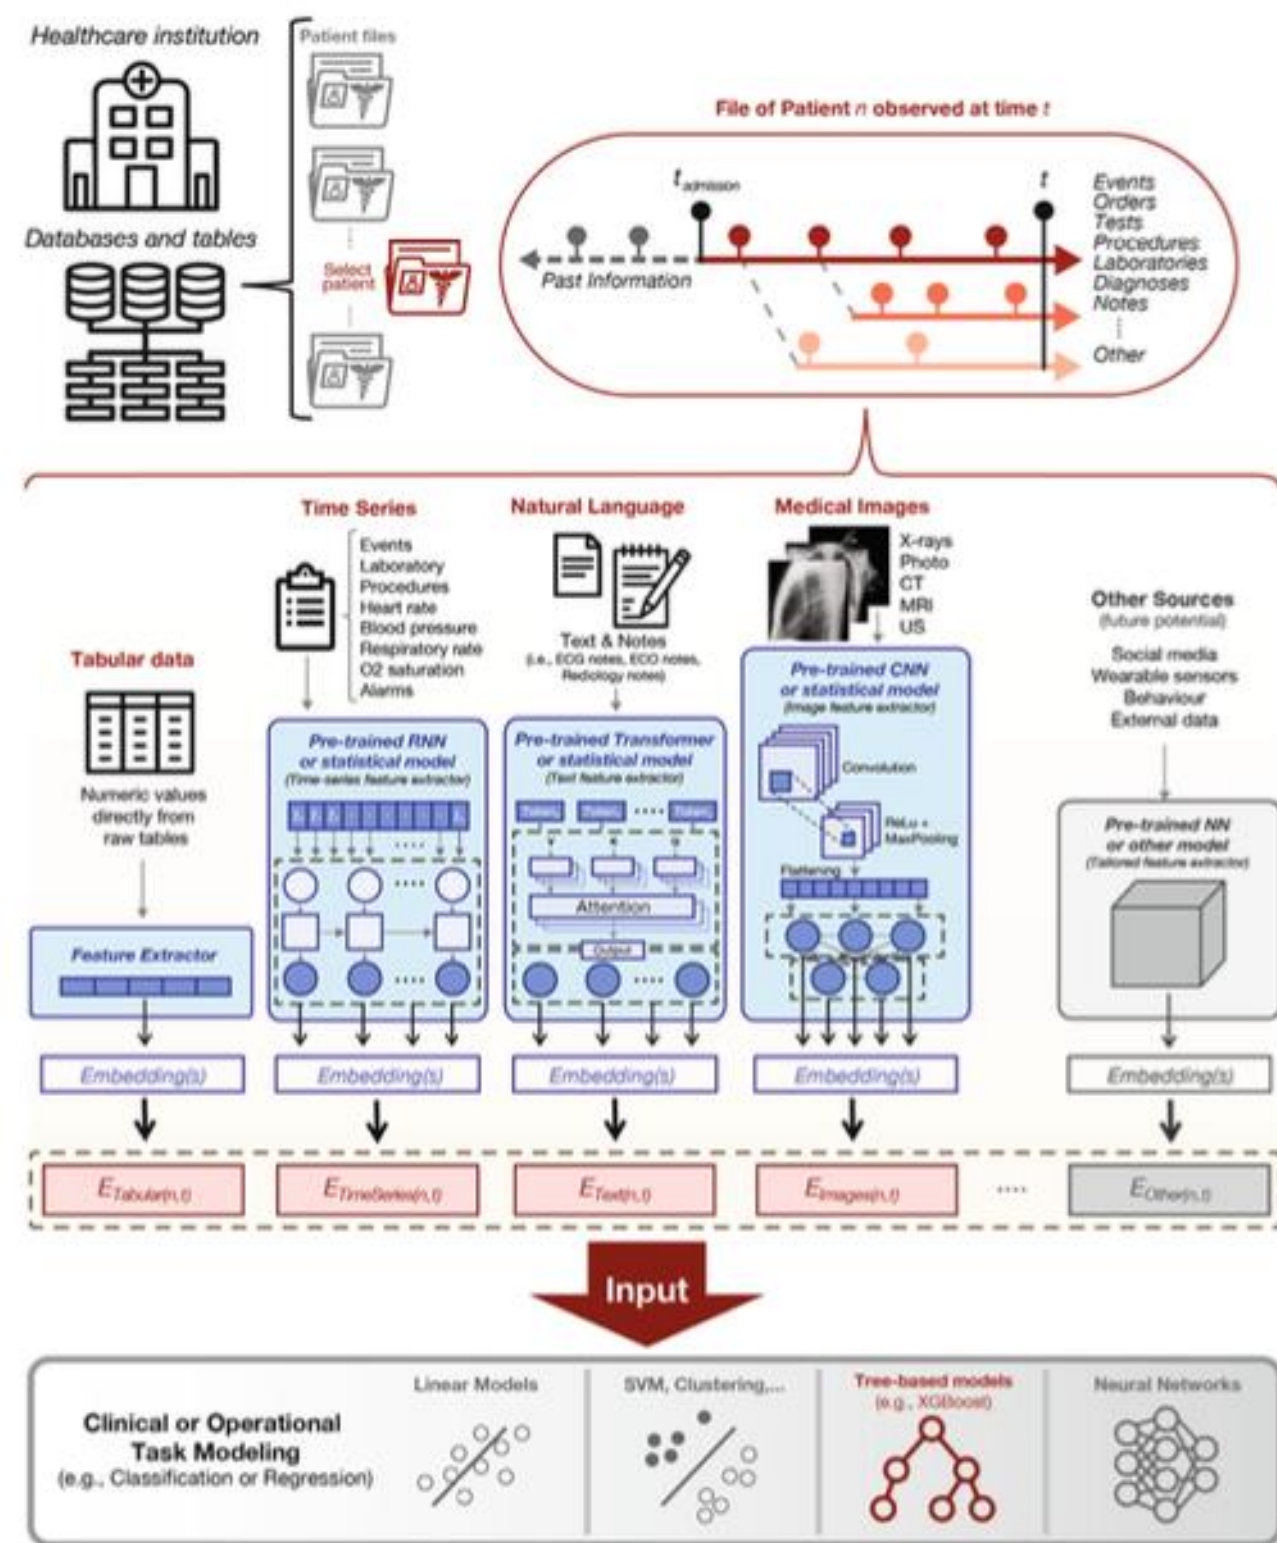 Healthcare institution
Patient files
Databases and tables
Select
patient
File of Patient n observed at time t
t admission
t
Past Information
Events
Orders
Tests
Procedures
Laboratories
Diagnoses
Notes
Other
Tabular data
Numeric values
directly from
raw tables
Feature Extractor
Time Series
Events
Laboratory
Procedures
Heart rate
Blood pressure
Respiratory rate
O2 saturation
Alarms
Pre-trained RNN
or statistical model
(Time-series feature extractor)
Natural Language
Text & Notes
(i.e., ECG notes, ECO notes,
Radiology notes)
Pre-trained Transformer
or statistical model
(Text feature extractor)
Attention
Output
Medical Images
X-rays
Photo
CT
MRI
US
Pre-trained CNN
or statistical model
(Image feature extractor)
Convolution
ReLu +
MaxPooling
Flattening
Other Sources
(future potential)
Social media
Wearable sensors
Behaviour
External data
Pre-trained NN
or other model
(Tailored feature extractor)
Embedding(s) Embedding(s) Embedding(s) Embedding(s) Embedding(s)
E Tabular(n,t) E TimeSeries(n,t) E Text(n,t) E Images(n,t) .... E Other(n,t)
Input
Clinical or Operational
Task Modeling
(e.g., Classification or Regression)
Linear Models
SVM, Clustering,...
Tree-based models
(e.g., XGBoost)
Neural Networks